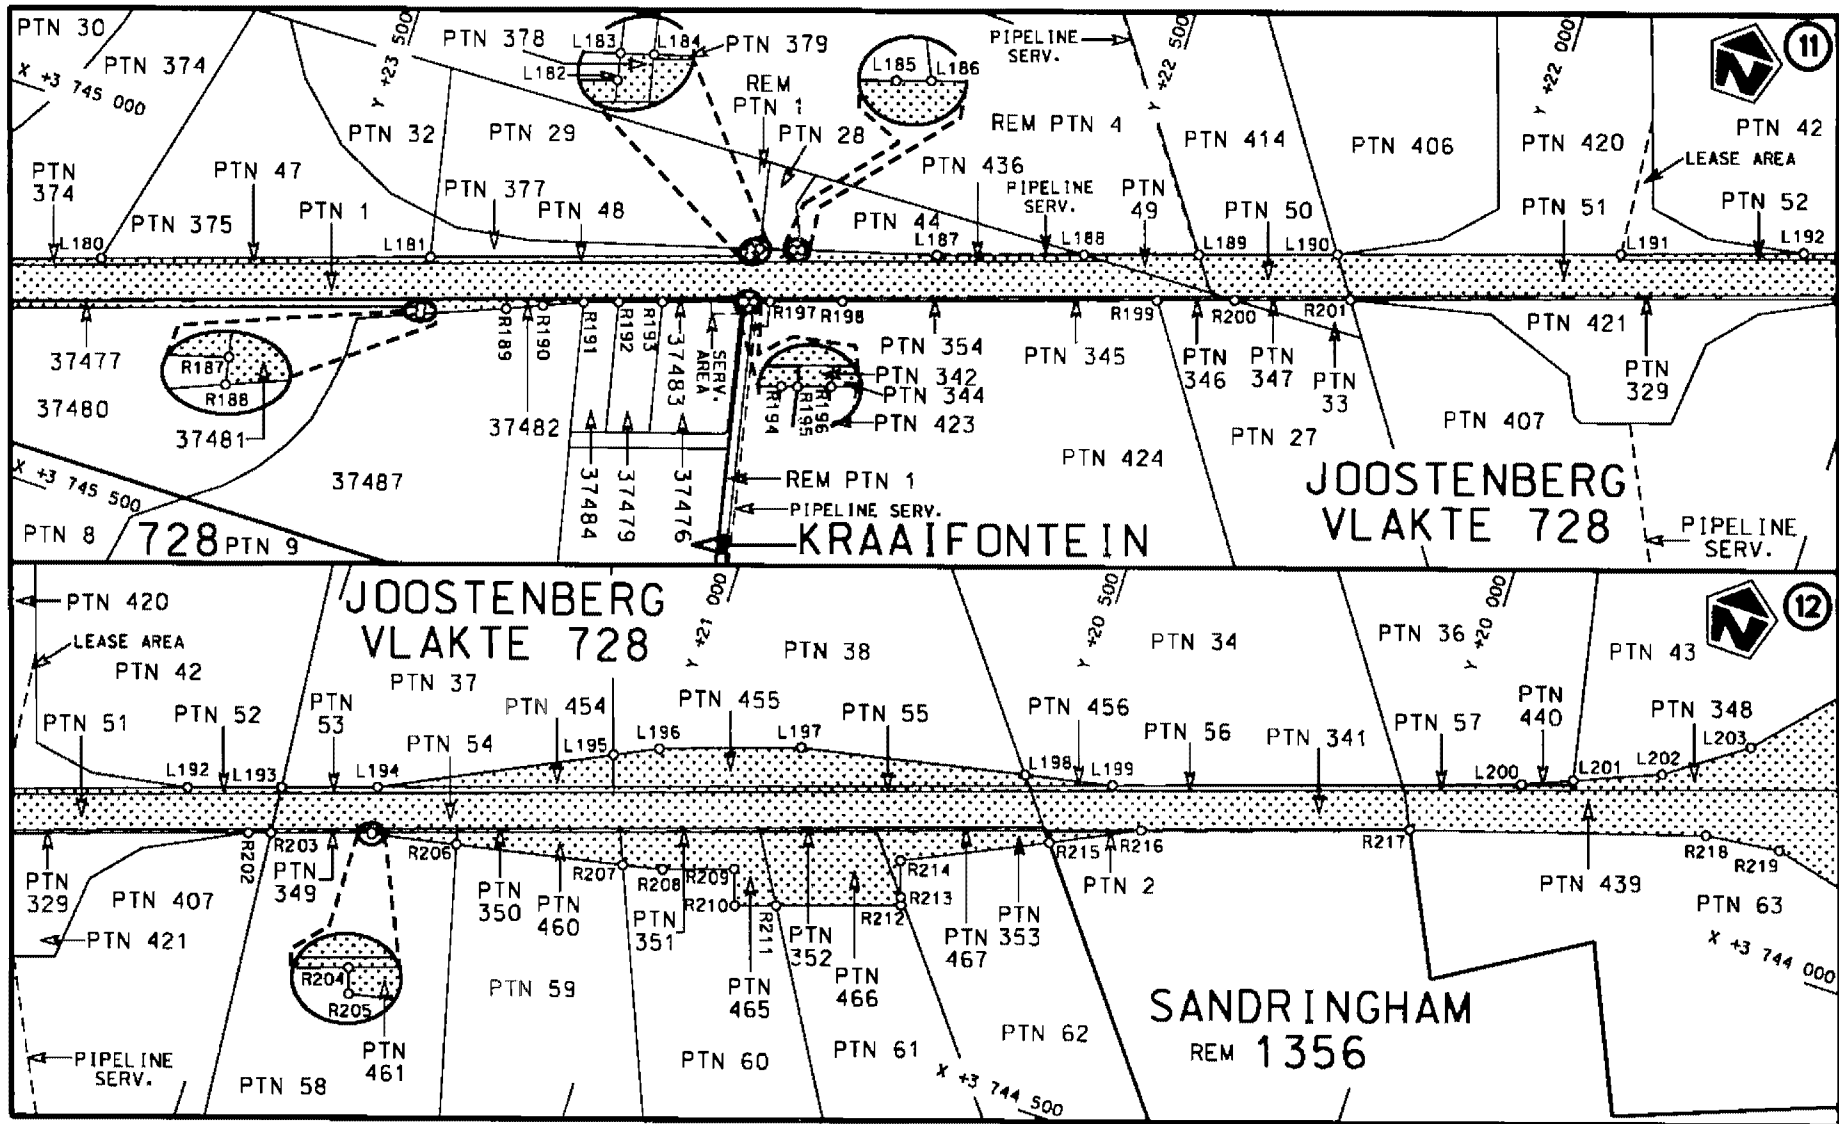 PTN 30
PTN 374
X +3 745 000
Y +23 500
PTN 378
L183
L184
PTN 379
L182
REM
PTN 1
PTN 28
L185
L186
PIPELINE
SERV.
Y +22 500
Y +22 000
11
PTN 32
PTN 29
REM PTN 4
PTN 414
PTN 406
PTN 420
PTN 42
LEASE AREA
PTN
374
PTN 47
PTN 375
PTN 1
PTN 377
PTN 48
PTN 436
PTN 44
PIPELINE
SERV.
PTN
49
PTN 50
PTN 51
PTN 52
L180
L181
L187
L188
L189
L190
L191
L192
37477
37480
R187
R188
37481
R189
R190
R191
R192
R193
37482
37483
SERV.
AREA
R197
R198
PTN 354
PTN 342
PTN 344
PTN 423
R194
R195
R196
PTN 345
R199
R200
R201
PTN
346
PTN
347
PTN
33
PTN 421
PTN
329
PTN 407
PTN 27
PTN 424
X +3 745 500
37487
37484
37479
37476
REM PTN 1
PIPELINE SERV.
PTN 8
728
PTN 9
KRAAIFONTEIN
JOOSTENBERG
VLAKTE 728
PIPELINE
SERV.
PTN 420
LEASE AREA
PTN 42
JOOSTENBERG
VLAKTE 728
Y +21 000
PTN 38
Y +20 500
PTN 34
PTN 36
Y +20 000
PTN 43
12
PTN 51
PTN 52
PTN
53
PTN 37
PTN 454
PTN 455
PTN 55
PTN 456
PTN 56
PTN 341
PTN 57
PTN
440
PTN 348
PTN 54
L192
L193
L194
L195
L196
L197
L198
L199
L200
L201
L202
L203
R202
R203
R206
R207
R208
R209
R210
R211
R212
R213
R214
R215
R216
R217
R218
R219
PTN
329
PTN 407
PTN 421
PTN
349
PTN
350
PTN
460
PTN
351
PTN
352
PTN
465
PTN
466
PTN
467
PTN
353
PTN 2
PTN 439
PTN 63
X +3 744 000
R204
R205
PTN
461
PTN 59
PTN 58
PTN 60
PTN 61
PTN 62
X +3 744 500
PIPELINE
SERV.
SANDRINGHAM
REM 1356